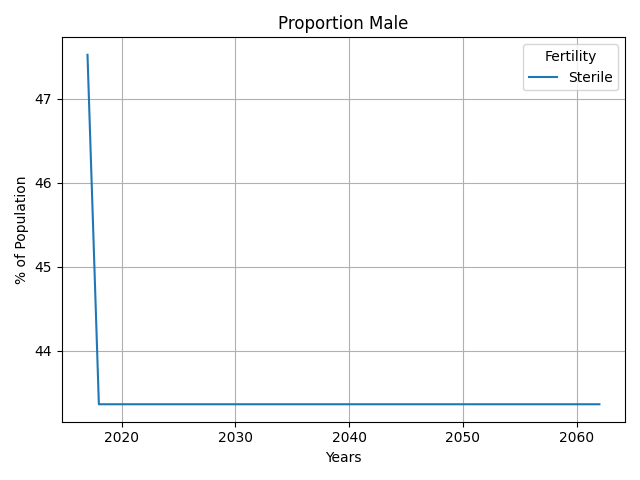 Proportion Male
Fertility
Sterile
47
46
45
44
% of Population
2020
2030
2040
2050
2060
Years